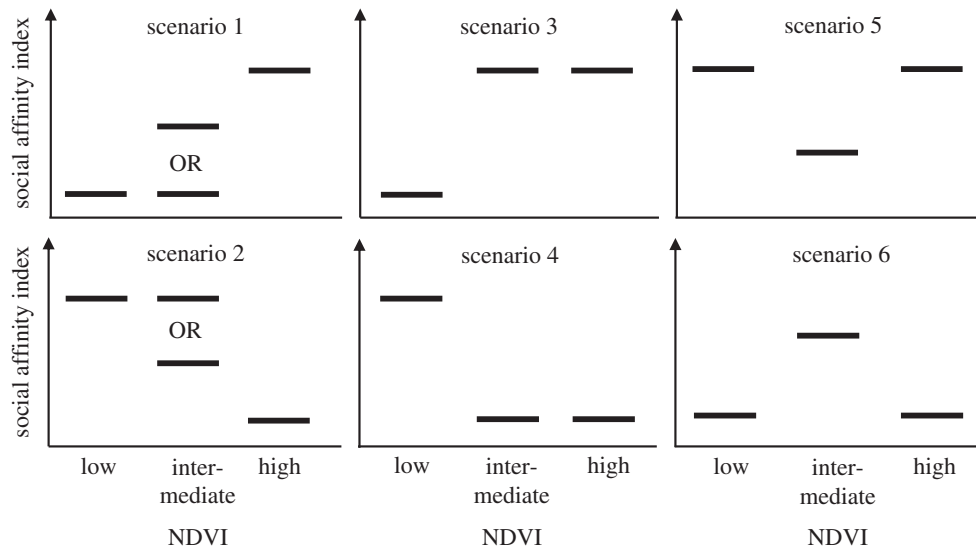 scenario 1
scenario 3
scenario 5
social affinity index
OR
scenario 2
scenario 4
scenario 6
social affinity index
OR
low
inter-
mediate
high
low
inter-
mediate
high
low
inter-
mediate
high
NDVI
NDVI
NDVI